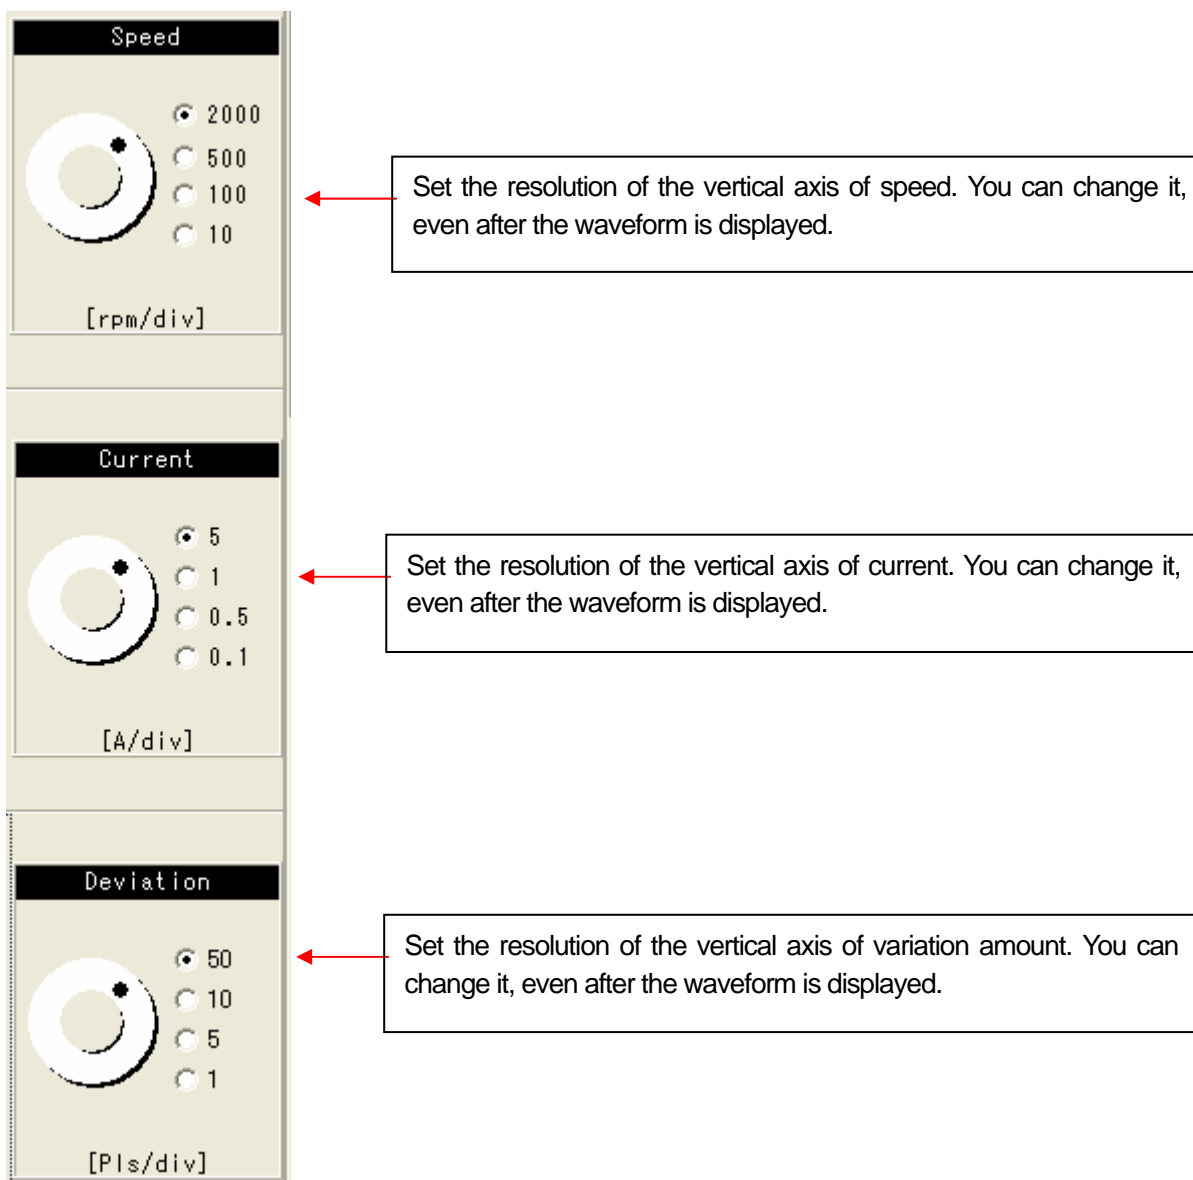 Speed
2000
500
100
10
[rpm/div]
Set the resolution of the vertical axis of speed. You can change it,
even after the waveform is displayed.
Current
5
1
0.5
0.1
[A/div]
Set the resolution of the vertical axis of current. You can change it,
even after the waveform is displayed.
Deviation
50
10
5
1
[Pls/div]
Set the resolution of the vertical axis of variation amount. You can
change it, even after the waveform is displayed.